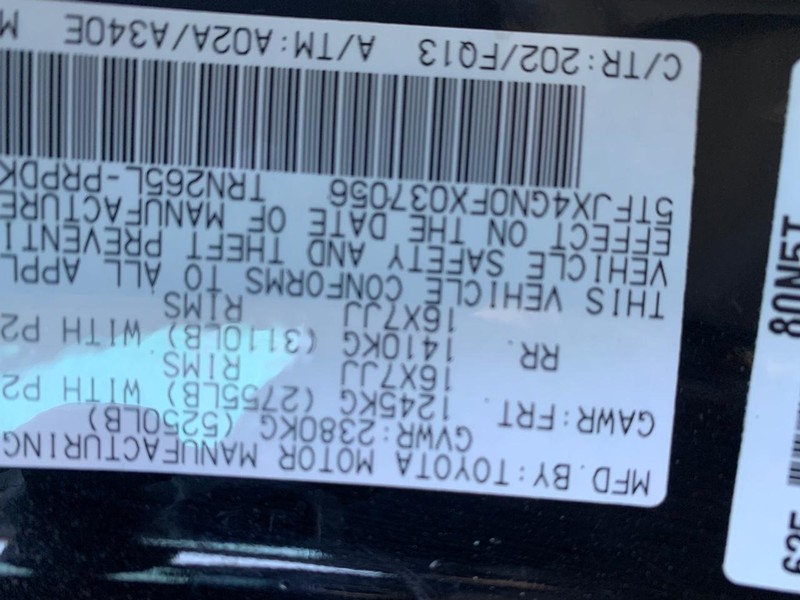 MFD. BY: TOYOTA MOTOR MANUFACTURING
GVWR: 2380KG (5250LB)
GAWR: FRT. 1245KG (2755LB) WITH P2
16X7JJ RIMS
RR. 1410KG (3110LB) WITH P2
16X7JJ RIMS
THIS VEHICLE CONFORMS TO ALL APPL
VEHICLE SAFETY AND THEFT PREVENTI
EFFECT ON THE DATE OF MANUFACTURE
5TFJX4GN0FX037056 TRN265L-PRPDK
C/TR: 202/FQ13 A/TM: A02A/A340E M
80N5T